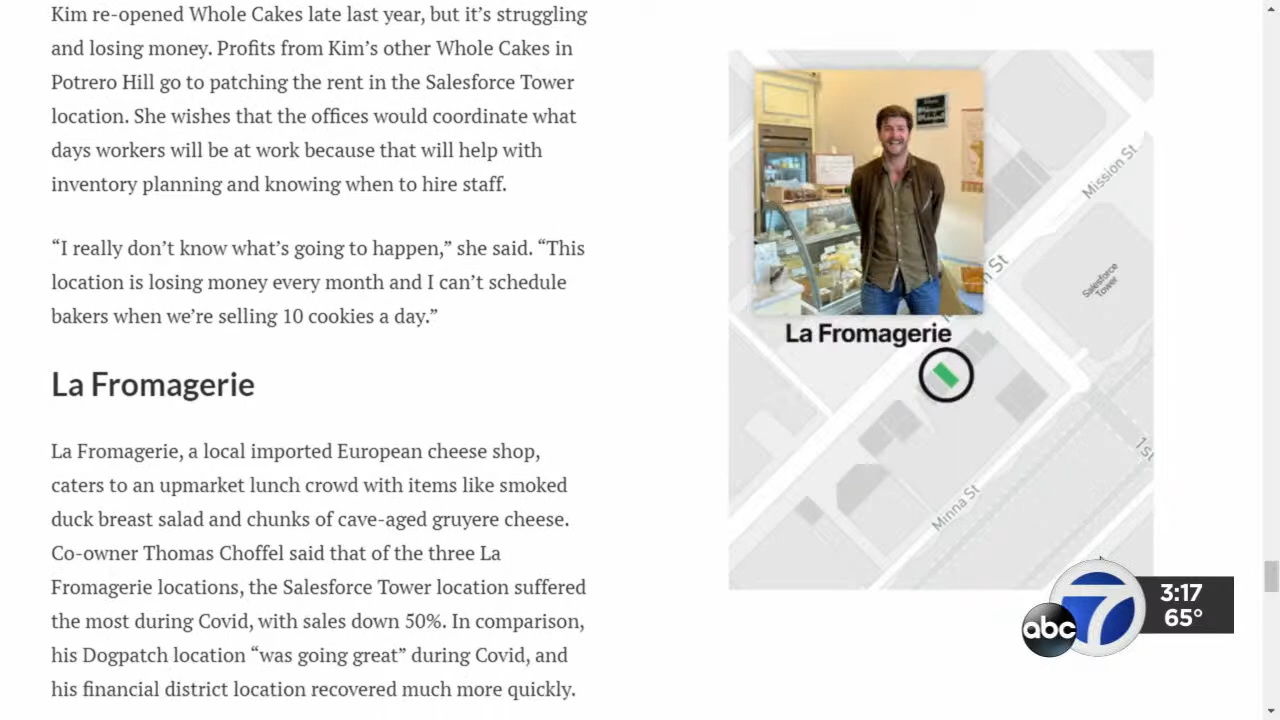 Kim re-opened Whole Cakes late last year, but it’s struggling
and losing money. Profits from Kim’s other Whole Cakes in
Potrero Hill go to patching the rent in the Salesforce Tower
location. She wishes that the offices would coordinate what
days workers will be at work because that will help with
inventory planning and knowing when to hire staff.
“I really don’t know what’s going to happen,” she said. “This
location is losing money every month and I can’t schedule
bakers when we’re selling 10 cookies a day.”
La Fromagerie
La Fromagerie, a local imported European cheese shop,
caters to an upmarket lunch crowd with items like smoked
duck breast salad and chunks of cave-aged gruyere cheese.
Co-owner Thomas Choffel said that of the three La
Fromagerie locations, the Salesforce Tower location suffered
the most during Covid, with sales down 50%. In comparison,
his Dogpatch location “was going great” during Covid, and
his financial district location recovered much more quickly.
Mission St
St
Salesforce
Tower
La Fromagerie
1st
Minna St
abc 7
3:17
65°